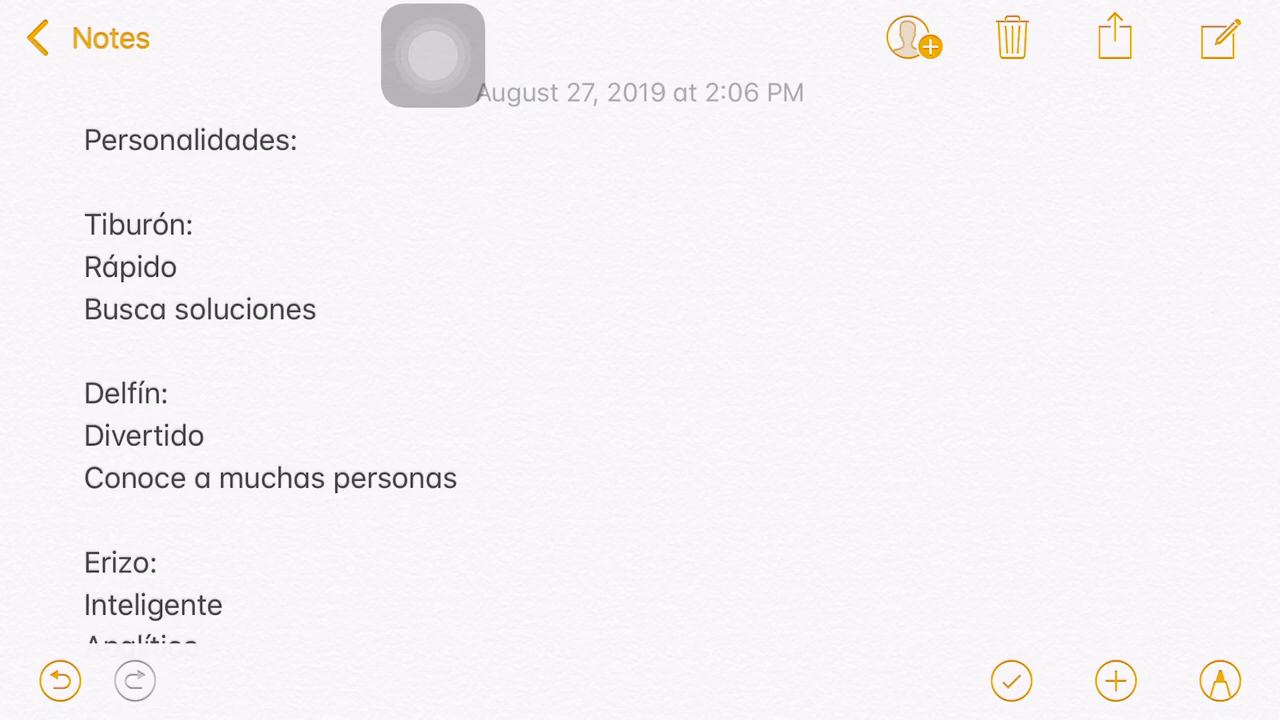 Notes
August 27, 2019 at 2:06 PM
Personalidades:
Tiburón:
Rápido
Busca soluciones
Delfín:
Divertido
Conoce a muchas personas
Erizo:
Inteligente